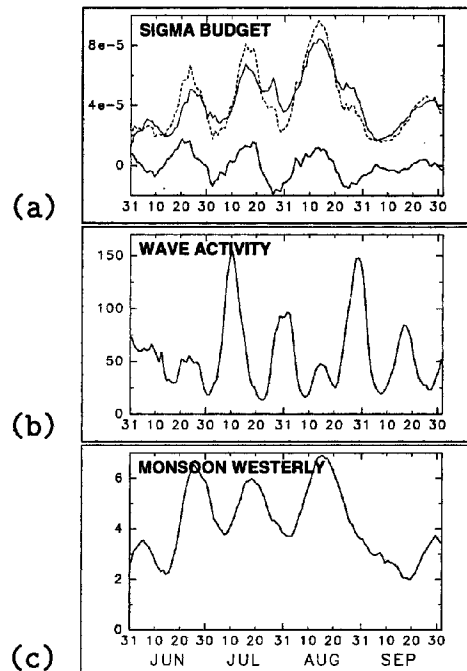 SIGMA BUDGET
8e-5
4e-5
0
31 10 20 30 10 20 31 10 20 31 10 20 30
(a)
WAVE ACTIVITY
150
100
50
0
31 10 20 31 10 20 31 10 20 31 10 20 30
(b)
MONSOON WESTERLY
6
4
2
0
31 10 20 31 10 20 31 10 20 31 10 20 30
(c)
JUN JUL AUG SEP